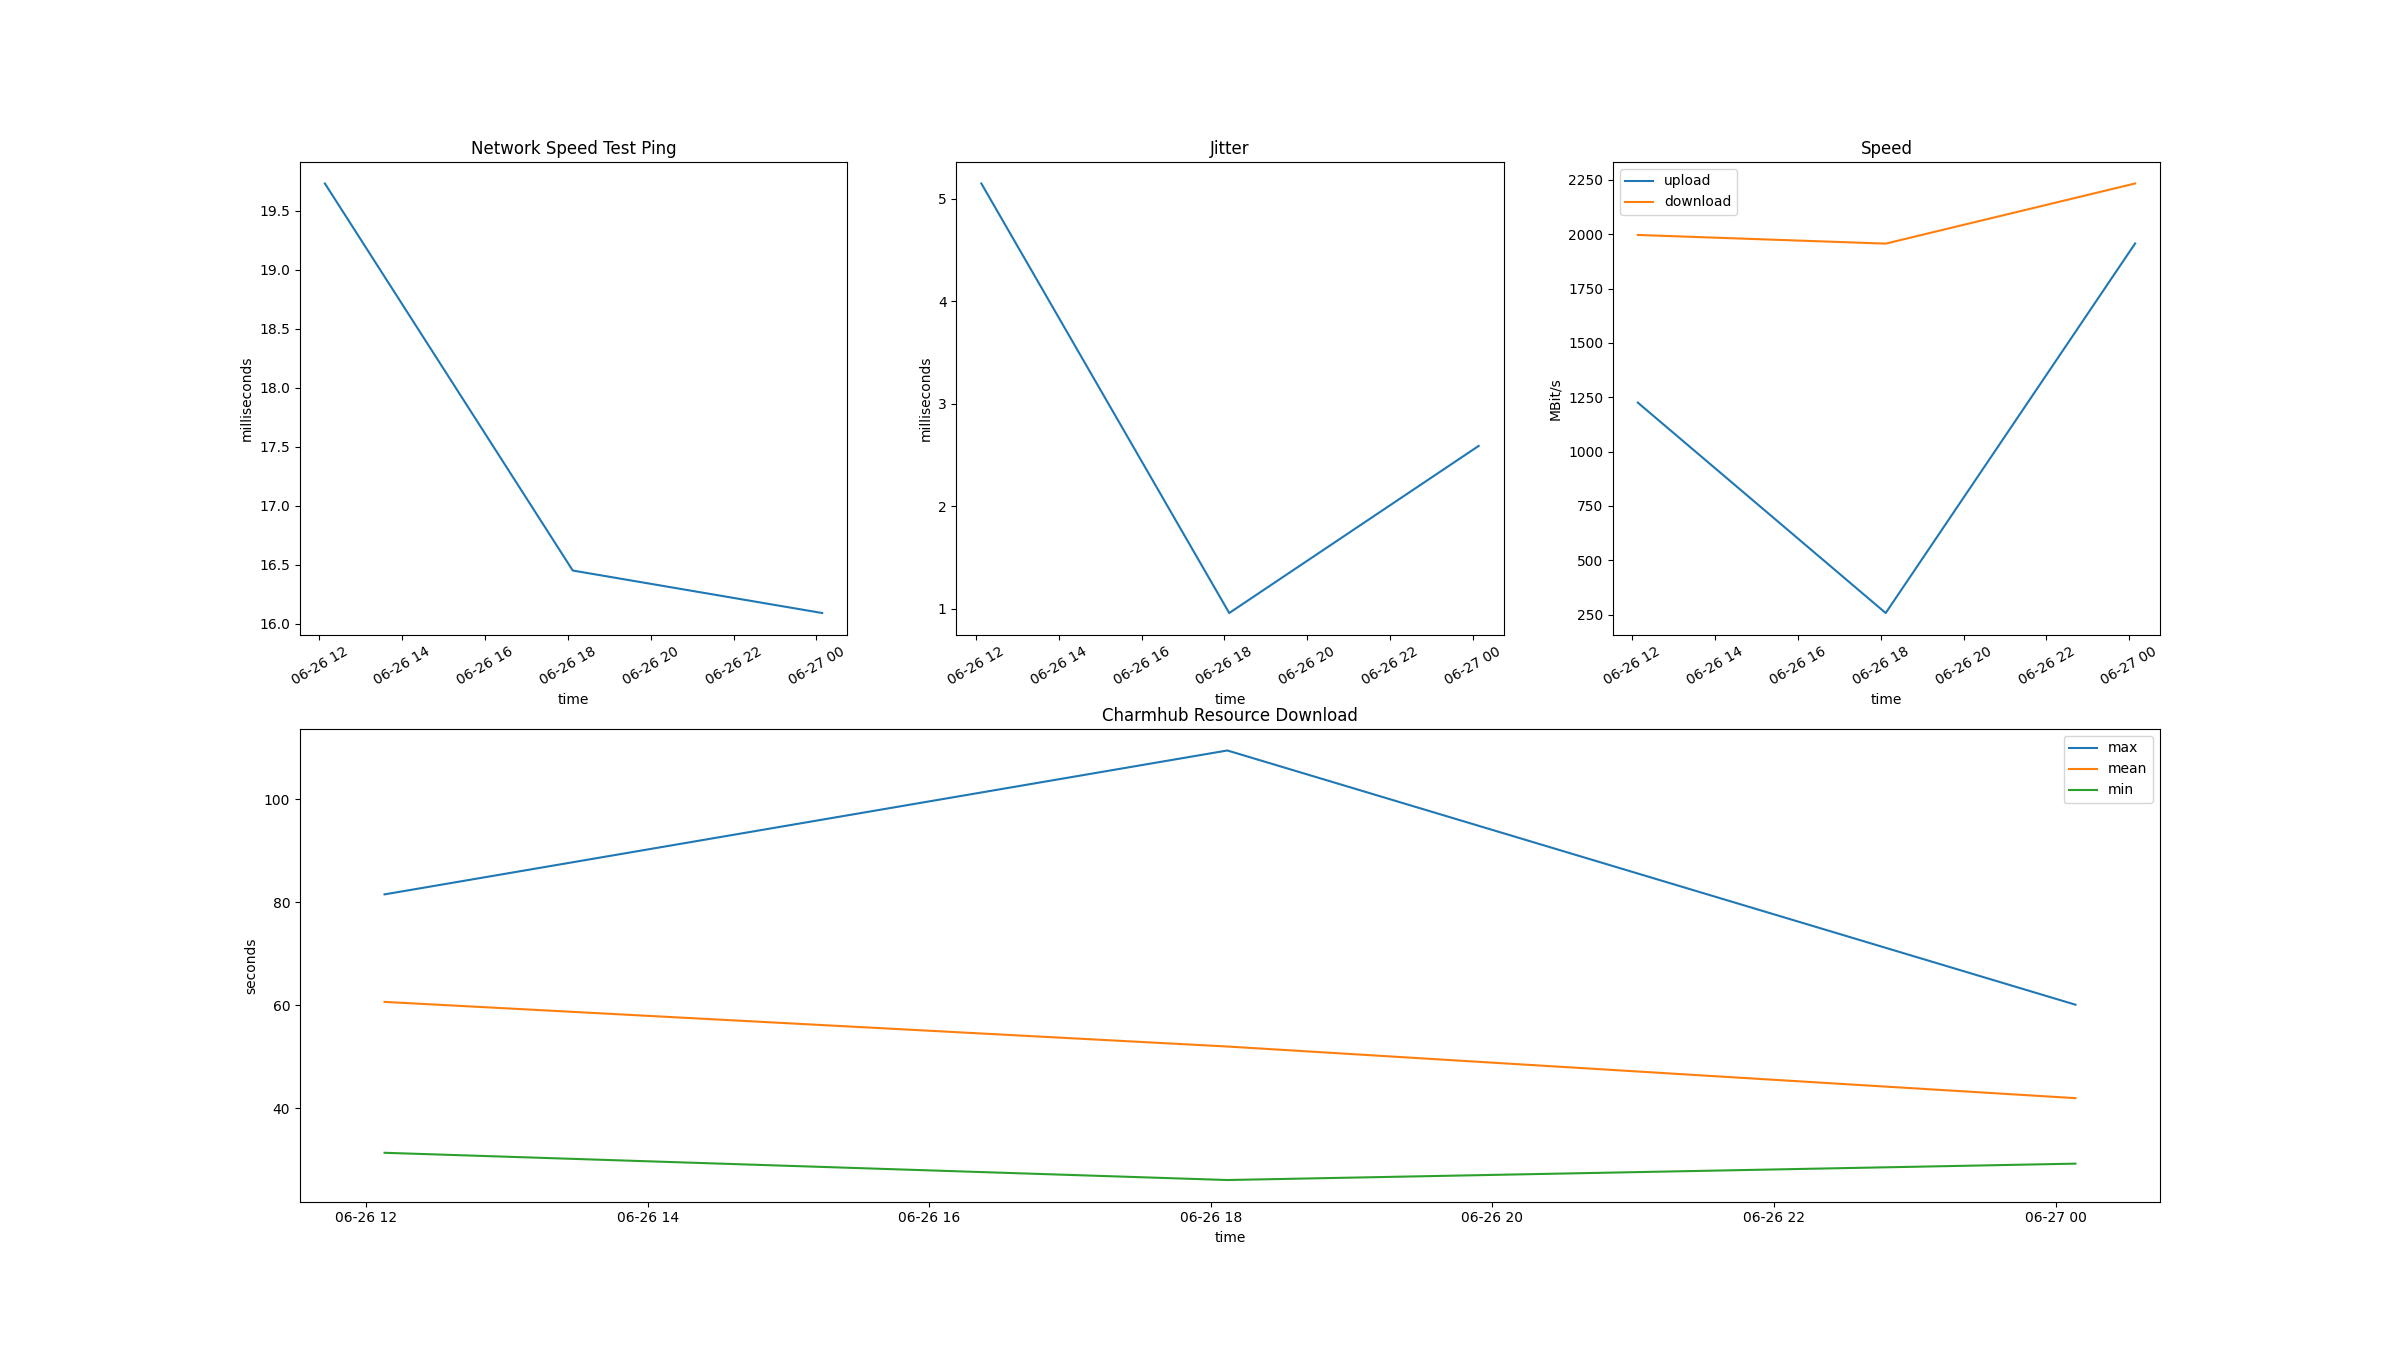 Network Speed Test Ping
19.5
19.0
18.5
18.0
17.5
17.0
16.5
16.0
milliseconds
06-26 12 06-26 14 06-26 16 06-26 18 06-26 20 06-26 22 06-27 00
time
Jitter
5
4
3
2
1
milliseconds
06-26 12 06-26 14 06-26 16 06-26 18 06-26 20 06-26 22 06-27 00
time
Speed
upload
download
2250
2000
1750
1500
1250
1000
750
500
250
MBit/s
06-26 12 06-26 14 06-26 16 06-26 18 06-26 20 06-26 22 06-27 00
time
Charmhub Resource Download
max
mean
min
100
80
60
40
seconds
06-26 12 06-26 14 06-26 16 06-26 18 06-26 20 06-26 22 06-27 00
time